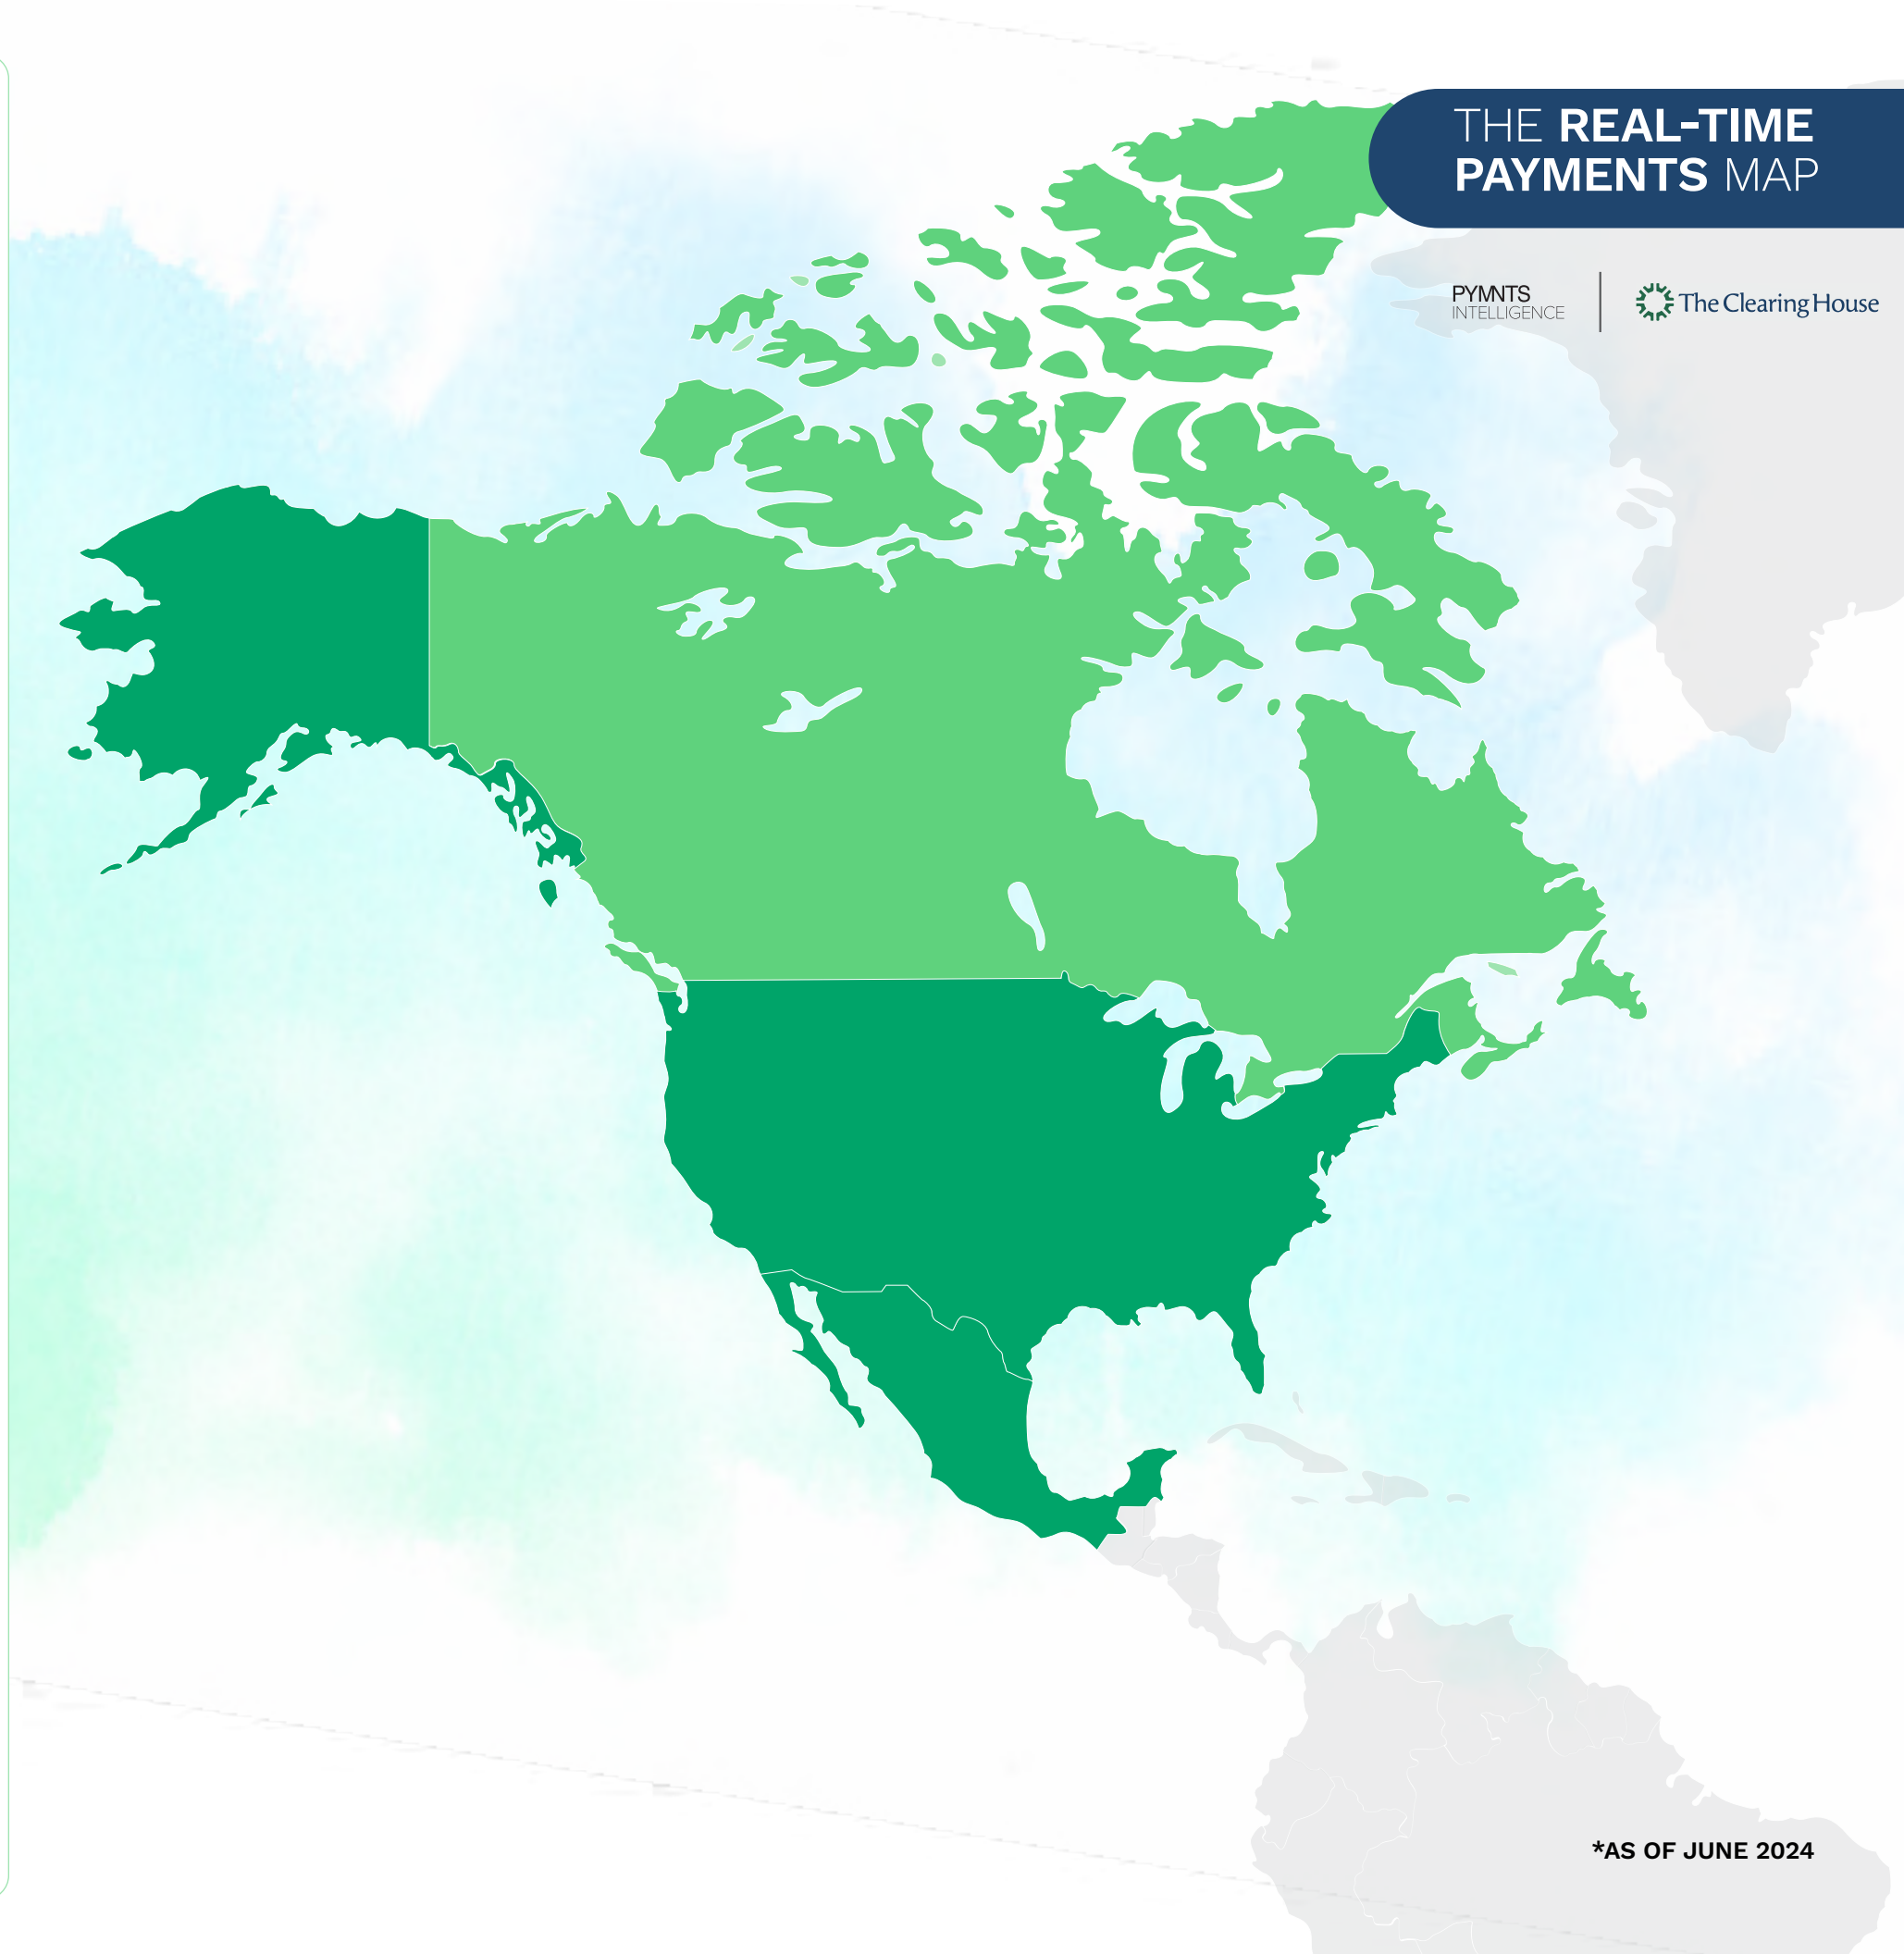 THE REAL-TIME
PAYMENTS MAP
PYMNTS
INTELLIGENCE
The Clearing House
*AS OF JUNE 2024